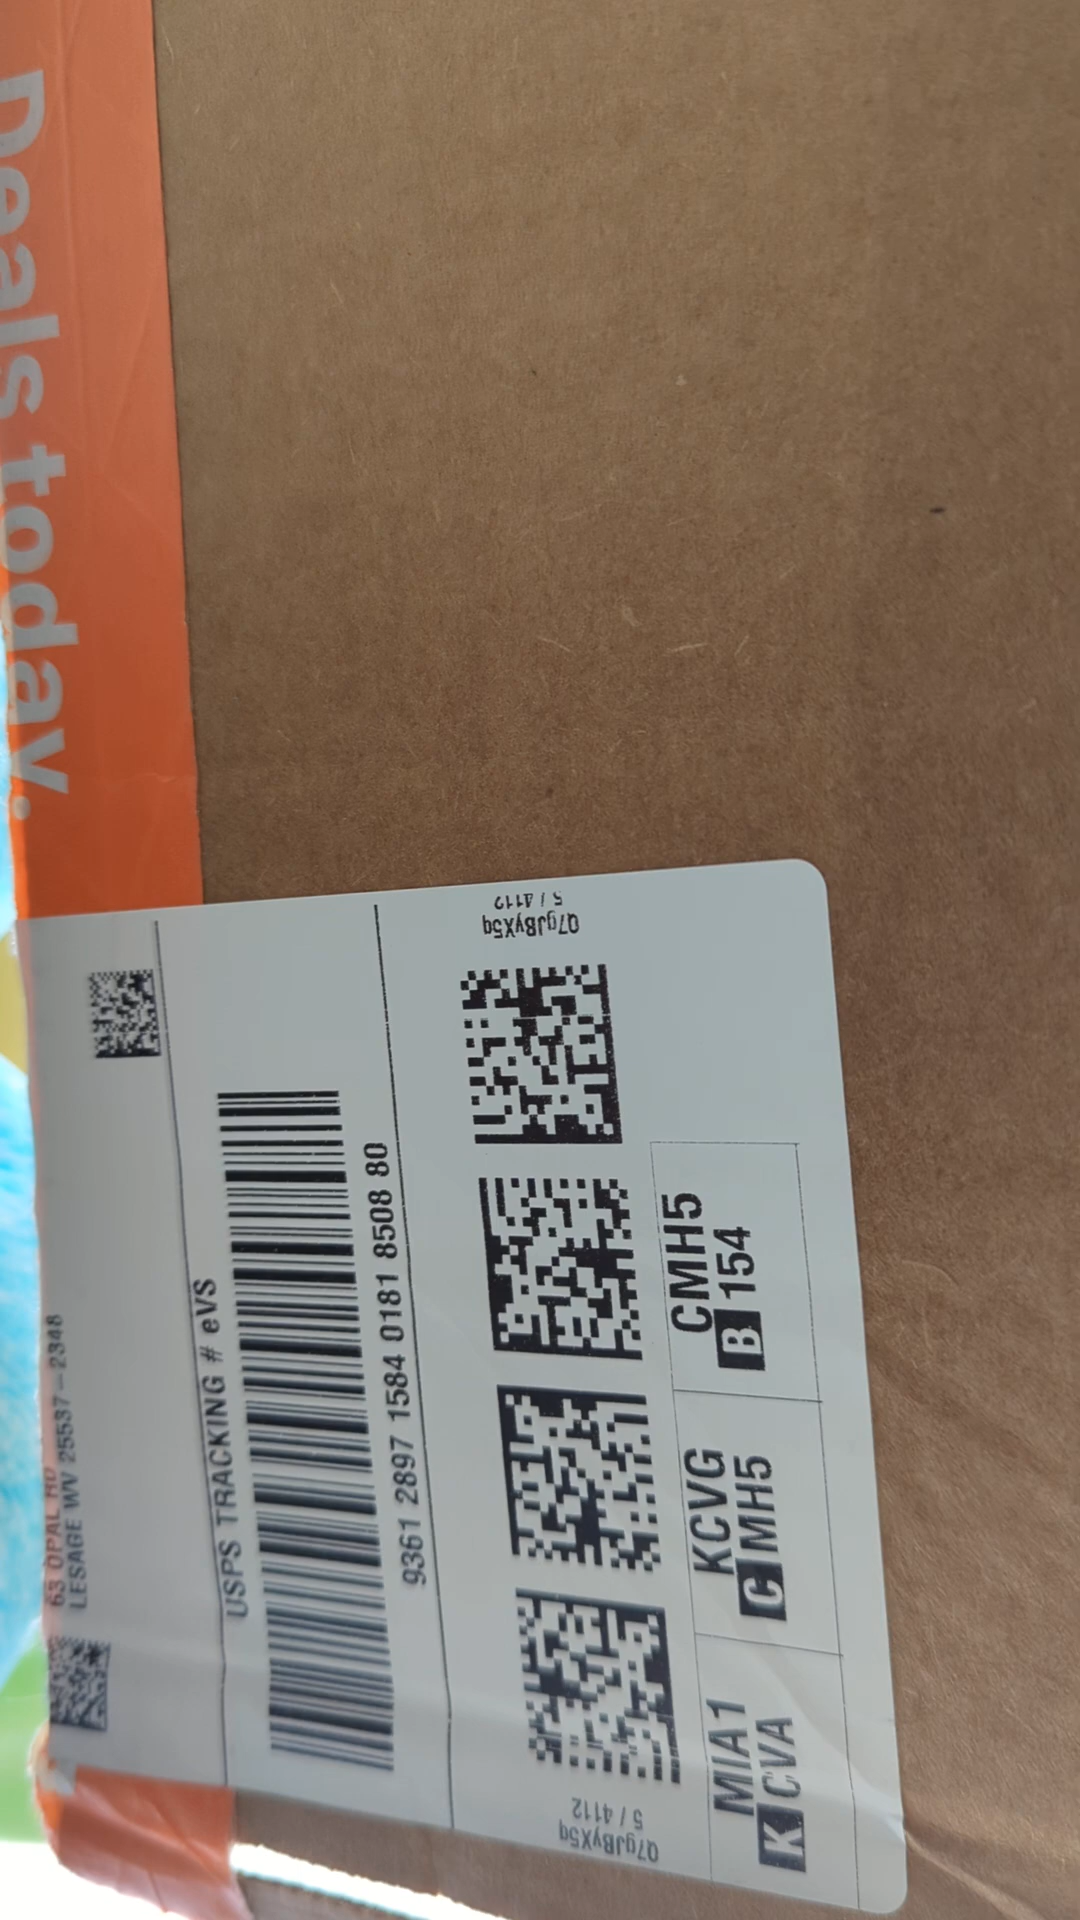 Deals today.
63 OPAL RD
LESAGE WV 25537-2348
USPS TRACKING # eVS
9361 2897 1584 0181 8508 80
Q7gJByX5q
5 / 4112
Q7gJByX5q
5 / 4112
MIA1
K CVA
KCVG
C MH5
CMH5
B 154